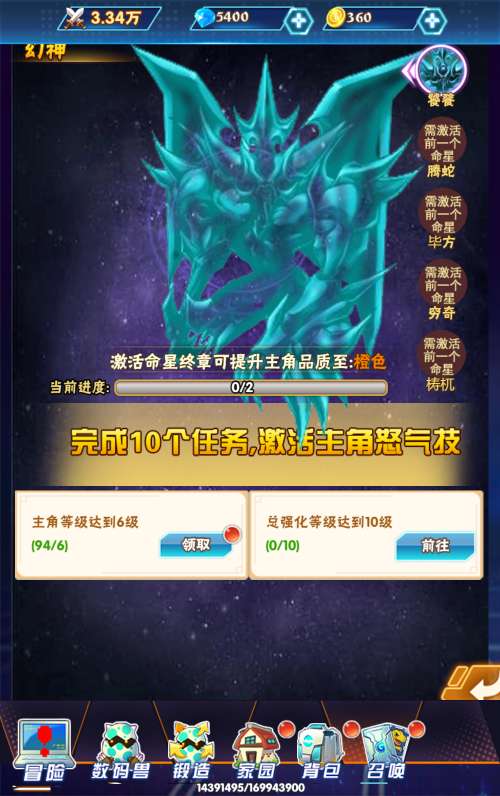 3.34万
5400
360
幻神
饕餮
需激活
前一个
命星
腾蛇
需激活
前一个
命星
毕方
需激活
前一个
命星
穷奇
需激活
前一个
命星
梼杌
激活命星终章可提升主角品质至:橙色
当前进度: 0/2
完成10个任务,激活主角怒气技
主角等级达到6级
(94/6)
领取
总强化等级达到10级
(0/10)
前往
冒险
数码兽
锻造
家园
背包
召唤
14391495/169943900